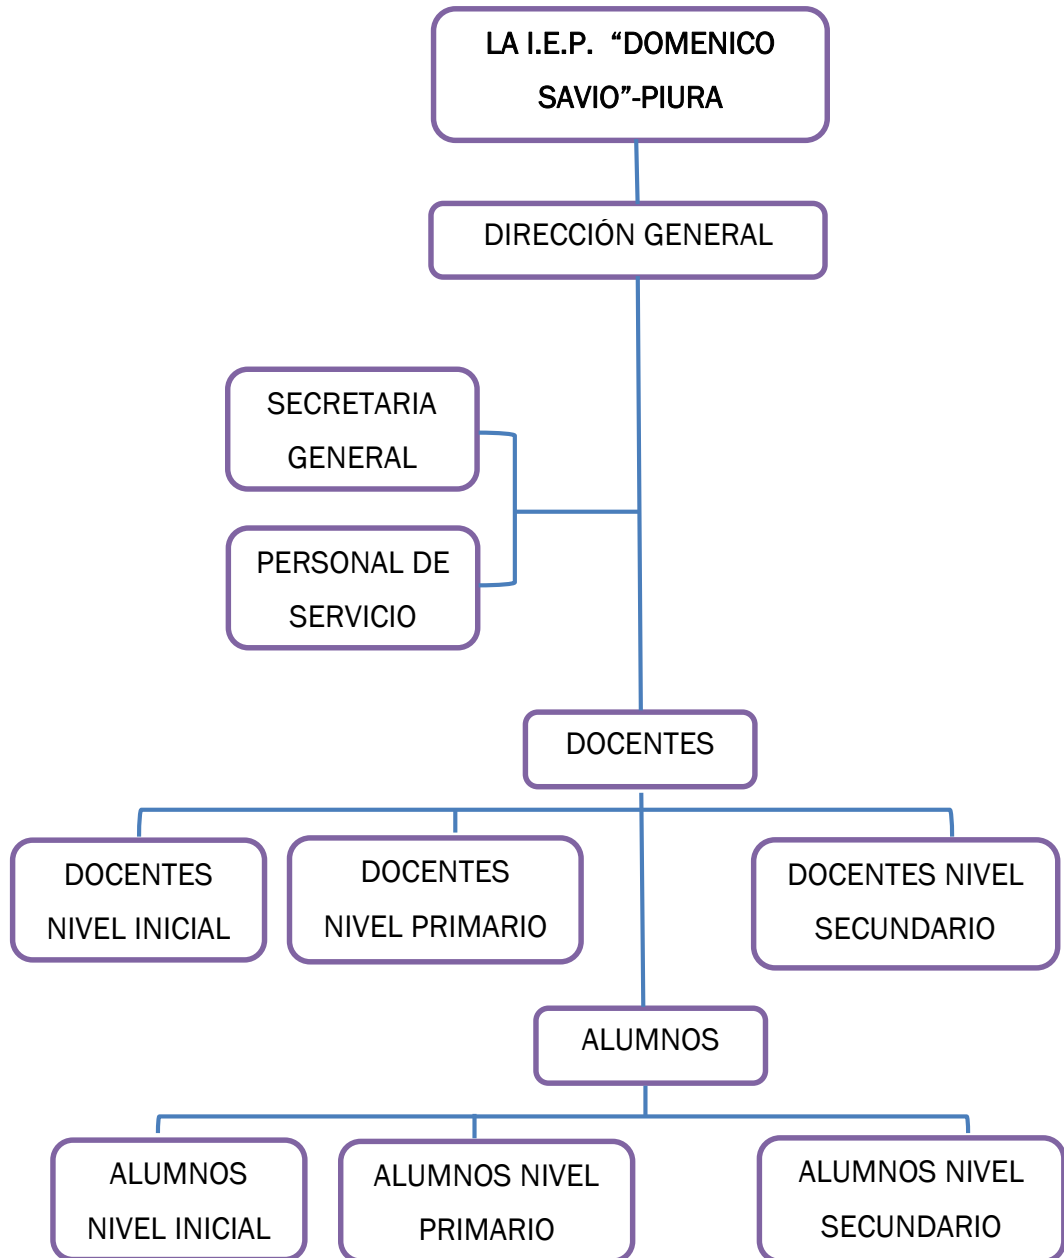 LA I.E.P. “DOMENICO
SAVIO”-PIURA
DIRECCIÓN GENERAL
SECRETARIA
GENERAL
PERSONAL DE
SERVICIO
DOCENTES
DOCENTES
NIVEL INICIAL
DOCENTES
NIVEL PRIMARIO
DOCENTES NIVEL
SECUNDARIO
ALUMNOS
ALUMNOS
NIVEL INICIAL
ALUMNOS NIVEL
PRIMARIO
ALUMNOS NIVEL
SECUNDARIO